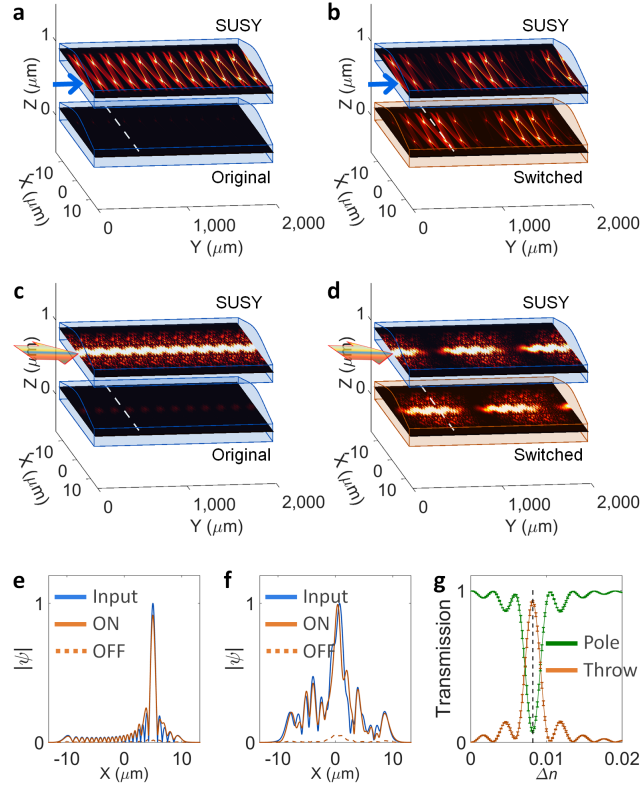 a
b
SUSY
SUSY
1
1
Z (μm)
Z (μm)
0
0
Original
Switched
10
0
10
X (μm)
10
0
10
X (μm)
0
1,000
2,000
0
1,000
2,000
Y (μm)
Y (μm)
c
d
SUSY
SUSY
1
1
Z (μm)
Z (μm)
0
0
Original
Switched
10
0
10
X (μm)
10
0
10
X (μm)
0
1,000
2,000
0
1,000
2,000
Y (μm)
Y (μm)
e
f
g
1
Input
ON
OFF
|ψ|
0
-10
0
10
X (μm)
1
Input
ON
OFF
|ψ|
0
-10
0
10
X (μm)
1
Transmission
Pole
Throw
0
0
0.01
0.02
Δn